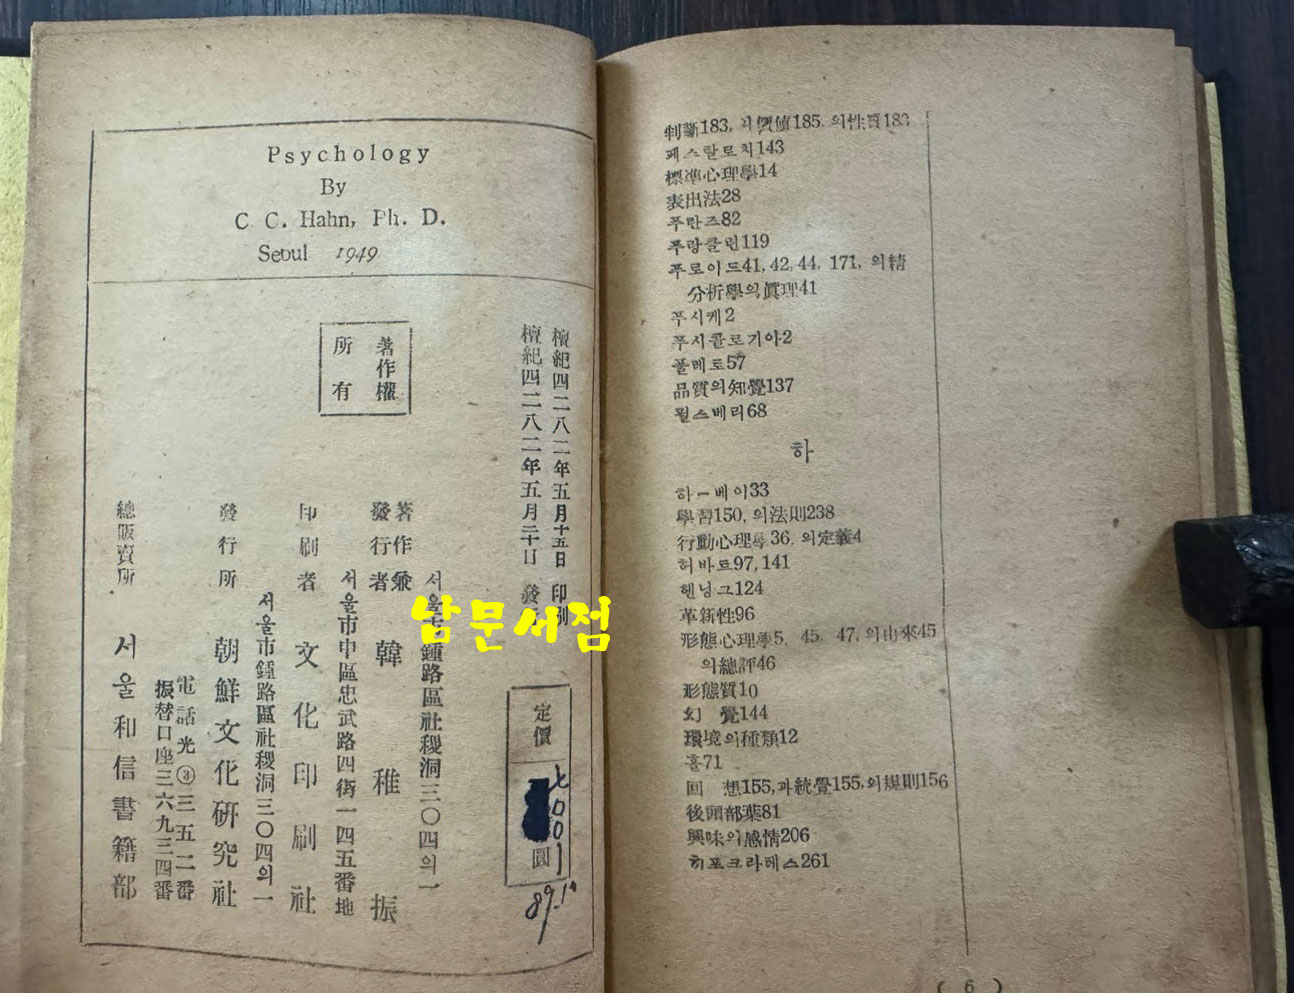 Psychology
By
C. C. Hahn, Ph. D.
Seoul 1949
著作權
所有
檀紀四二八二年五月十五日 印刷
檀紀四二八二年五月二十日 發
서울 鍾路區社稷洞三〇四의一
著作兼
發行者 韓稚振
서울市中區忠武路四街一四五番地
印刷者 文化印刷社
서울市鍾路區社稷洞三〇四의一
發行所 朝鮮文化硏究社
電話光③三五二番
振替口座三六九三四番
總販賣所 서울和信書籍部
定價
七00
圓
89.1
남문서점
判斷183, 의價値185, 의性質183
페스탈로치143
標準心理學14
表出法28
푸란즈82
푸랑클린119
푸로이드41, 42, 44, 171, 의精
分析學의眞理41
푸시케2
푸시콜로기아2
풀레토57
品質의知覺137
필스베리68
하
하ー베이33
學習150, 의法則238
行動心理學36, 의定義4
허바트97, 141
헨닝그124
革新性96
形態心理學5, 45, 47, 의由來45
의總評46
形態質10
幻 覺144
環境의種類12
홀71
回 想155, 과統覺155, 의規則156
後頭部葉81
興味와感情206
히포크라테스261
( 6 )